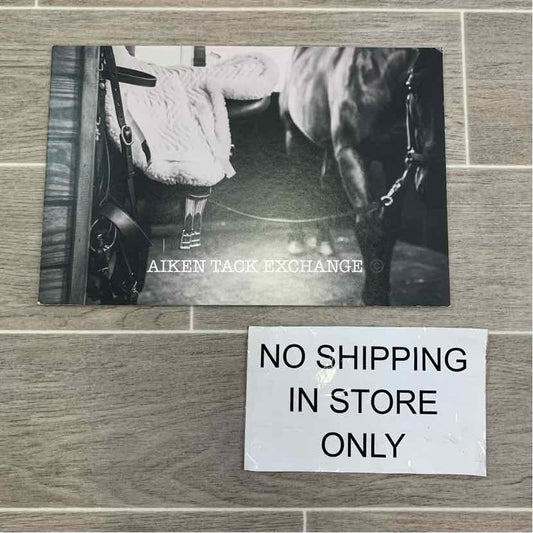 AIKEN TACK EXCHANGE ©
NO SHIPPING
IN STORE
ONLY